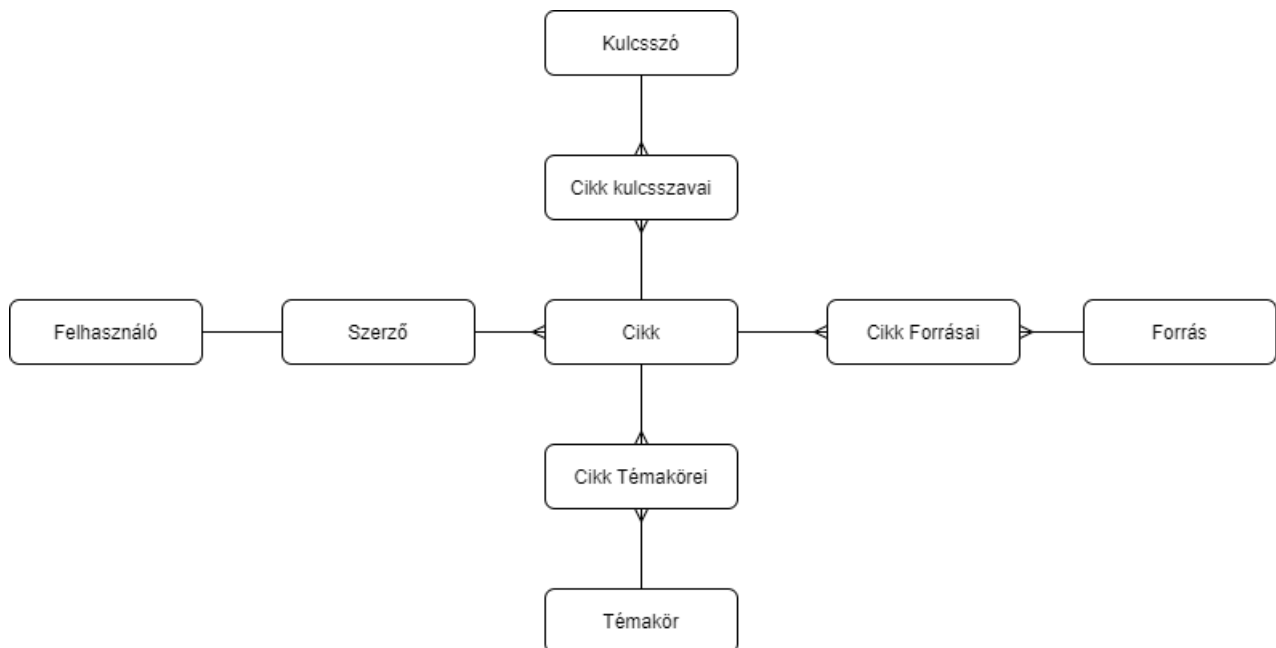 Kulcsszó
Cikk kulcsszavai
Felhasználó
Szerző
Cikk
Cikk Forrásai
Forrás
Cikk Témakörei
Témakör